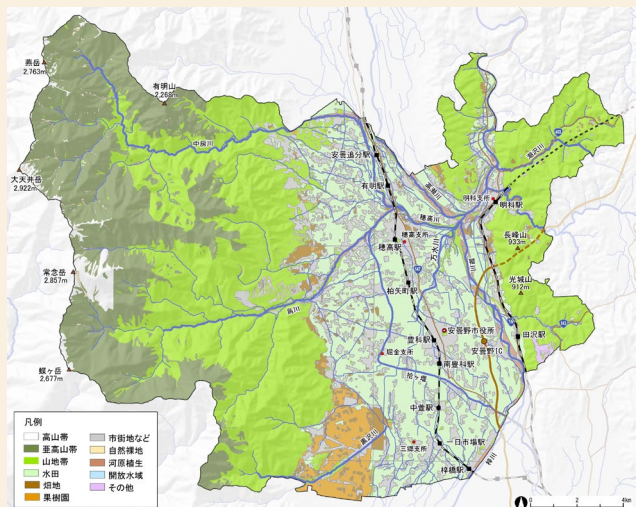 燕岳
2,763m
有明山
2,268m
中房川
大天井岳
2,922m
常念岳
2,857m
蝶ヶ岳
2,677m
烏川
黒沢川
安曇追分駅
有明駅
高瀬川
穂高川
穂高支所
穂高駅
万水川
犀川
柏矢町駅
明科支所
明科駅
長峰山
933m
光城山
912m
安曇野市役所
豊科駅
安曇野IC
田沢駅
堀金支所
南豊科駅
拾ヶ堰
中萱駅
三郷支所
一日市場駅
梓橋駅
梓川
凡例
高山帯
亜高山帯
山地帯
水田
畑地
果樹園
市街地など
自然裸地
河原植生
開放水域
その他
0 2 4km